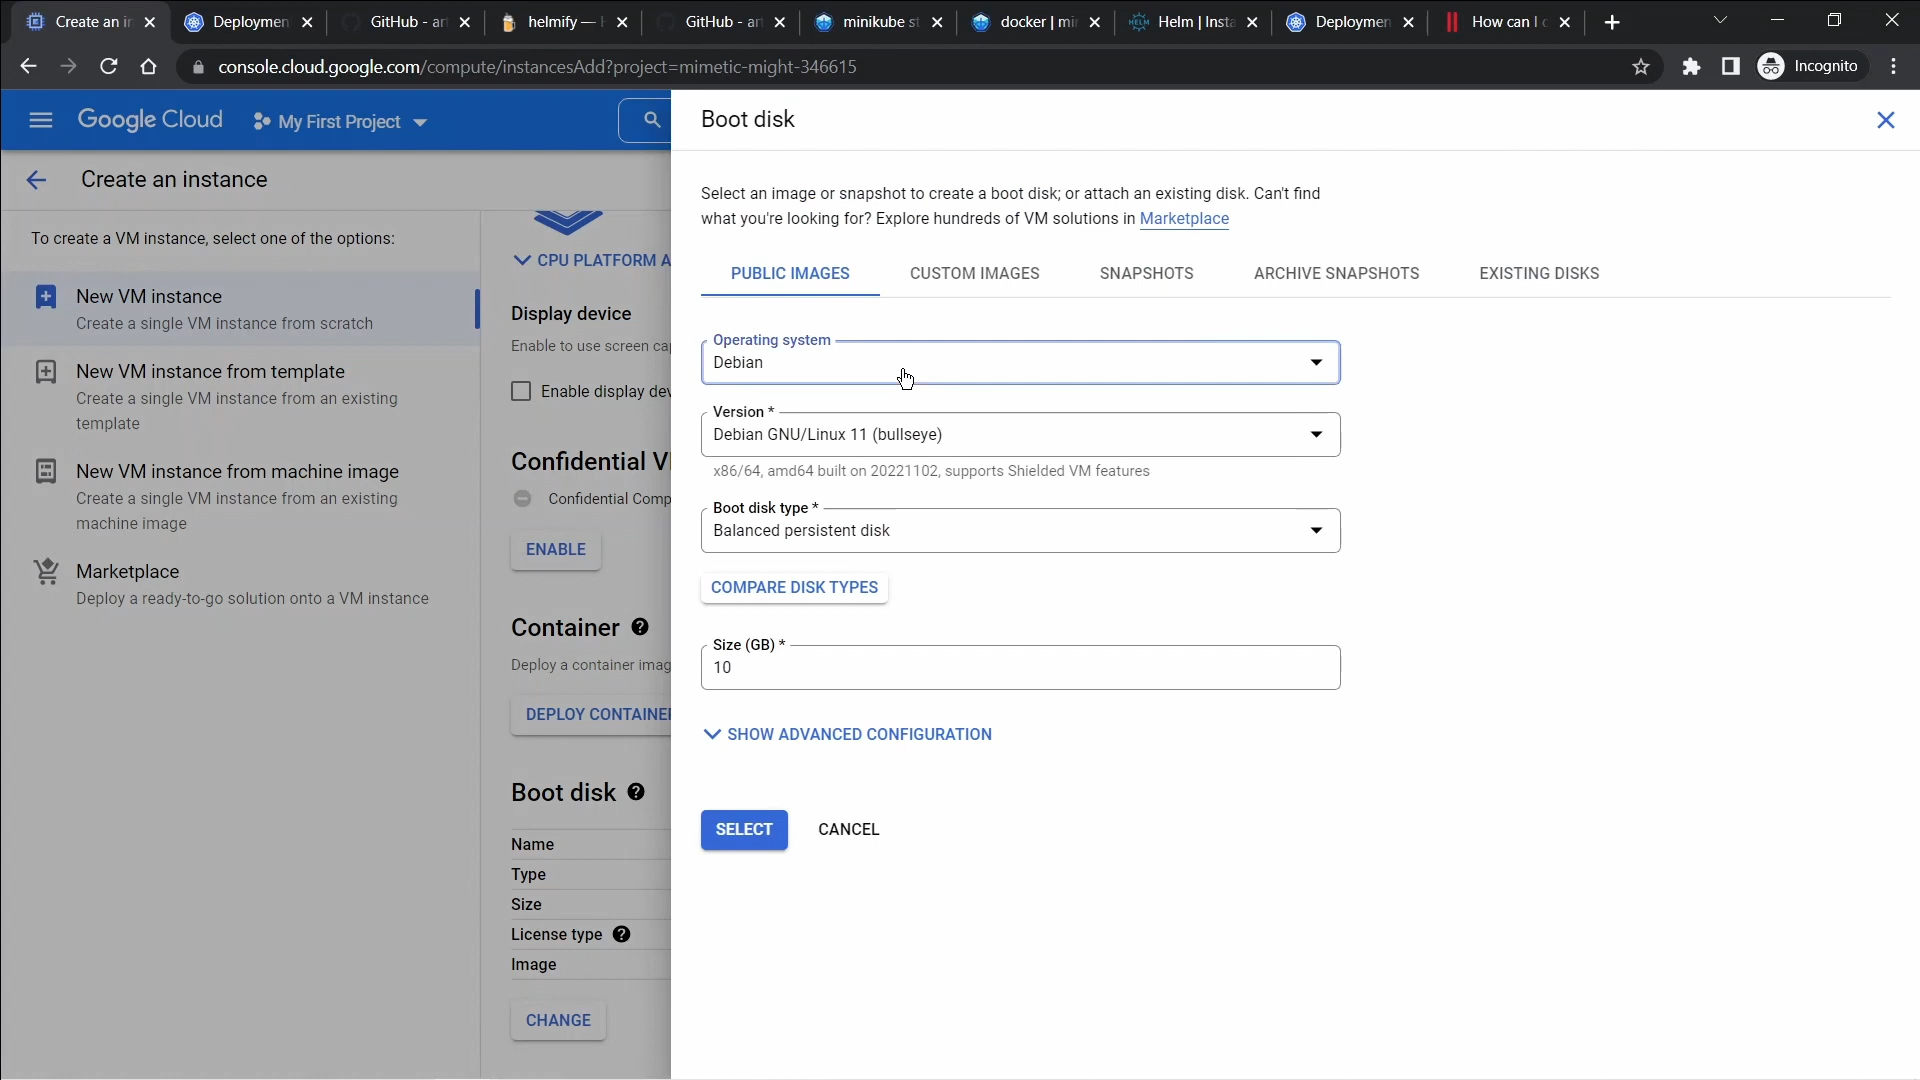 Create an in
Deploymen
GitHub - ar
helmify —
GitHub - ar
minikube st
docker | mi
Helm | Insta
Deploymen
How can I c
console.cloud.google.com/compute/instancesAdd?project=mimetic-might-346615
Incognito
Google Cloud
My First Project
Create an instance
To create a VM instance, select one of the options:
New VM instance
Create a single VM instance from scratch
New VM instance from template
Create a single VM instance from an existing
template
New VM instance from machine image
Create a single VM instance from an existing
machine image
Marketplace
Deploy a ready-to-go solution onto a VM instance
CPU PLATFORM A
Display device
Enable to use screen cap
Enable display dev
Confidential V
Confidential Comp
ENABLE
Container
Deploy a container imag
DEPLOY CONTAINE
Boot disk
Name
Type
Size
License type
Image
CHANGE
Boot disk
Select an image or snapshot to create a boot disk; or attach an existing disk. Can't find
what you're looking for? Explore hundreds of VM solutions in Marketplace
PUBLIC IMAGES
CUSTOM IMAGES
SNAPSHOTS
ARCHIVE SNAPSHOTS
EXISTING DISKS
Operating system
Debian
Version *
Debian GNU/Linux 11 (bullseye)
x86/64, amd64 built on 20221102, supports Shielded VM features
Boot disk type *
Balanced persistent disk
COMPARE DISK TYPES
Size (GB) *
10
SHOW ADVANCED CONFIGURATION
SELECT
CANCEL